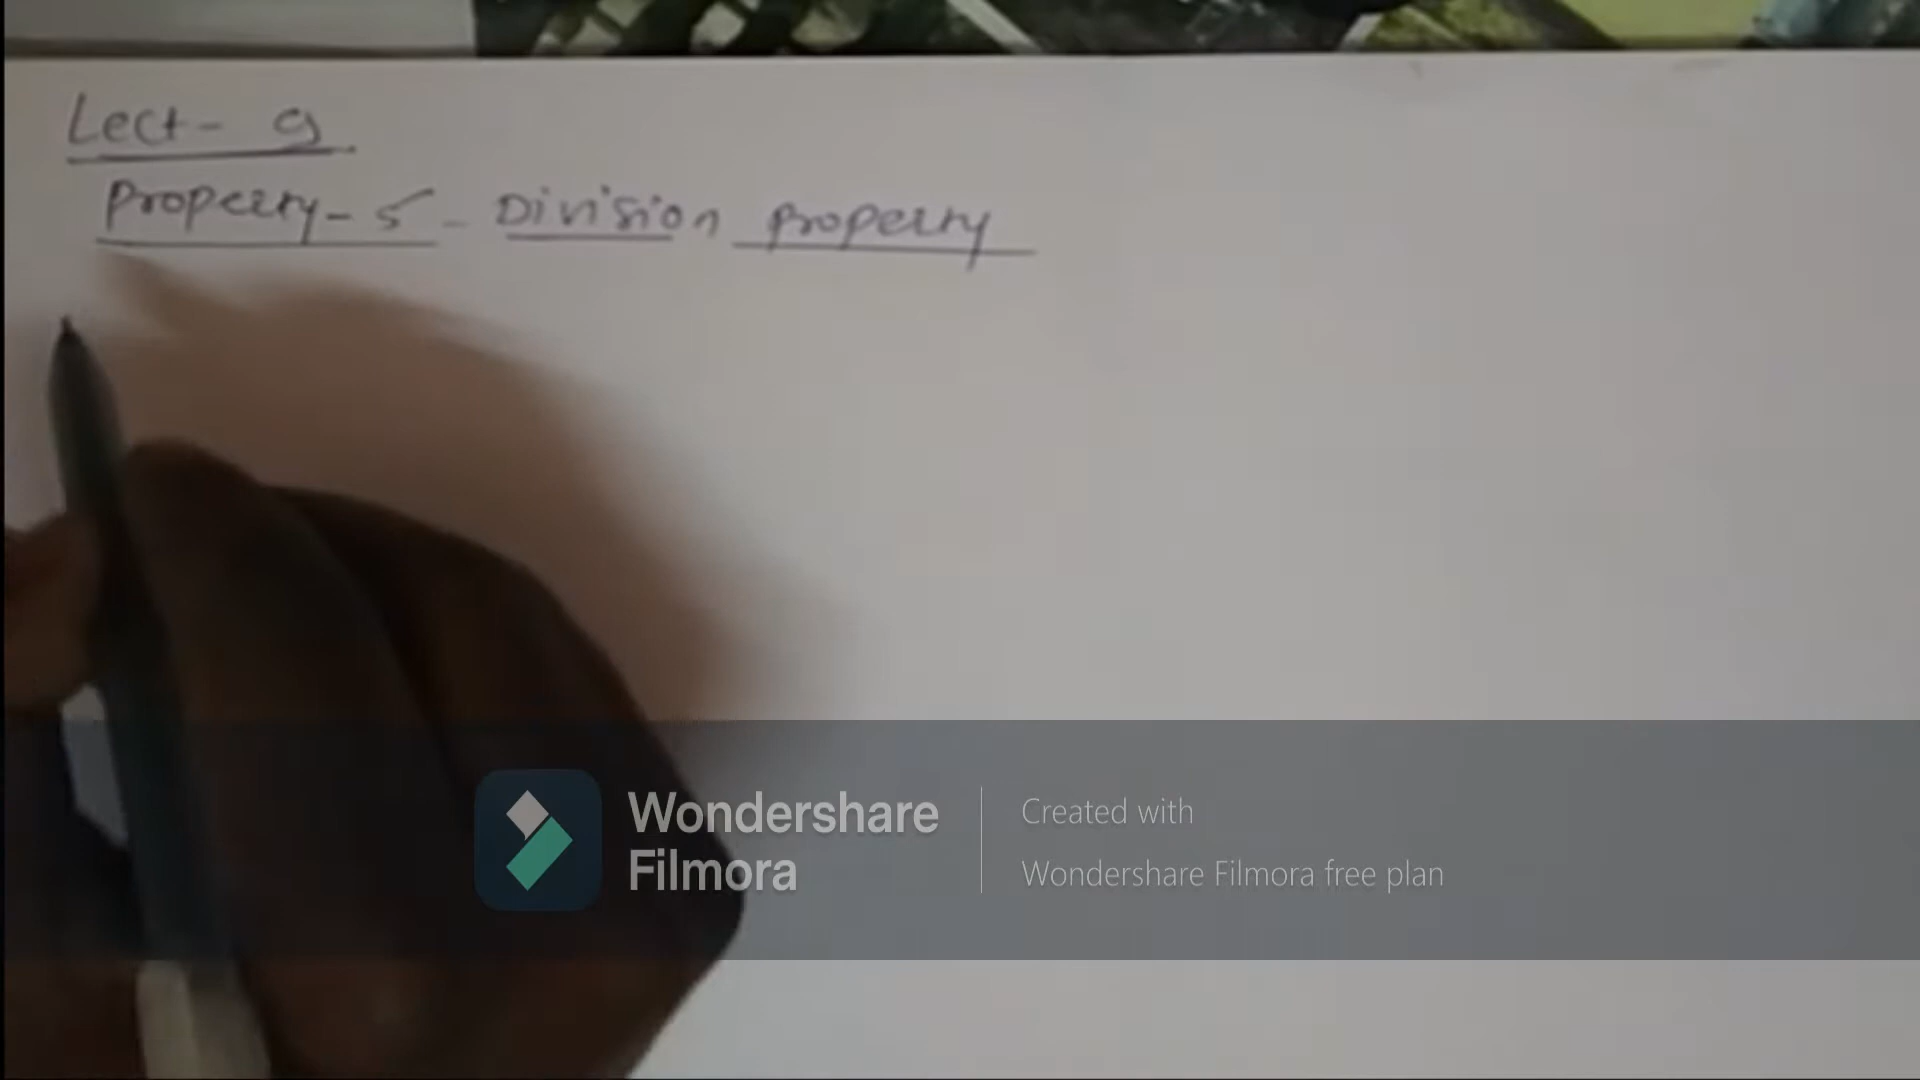 Lect- 9
Property-5 - Division property
Wondershare
Filmora
Created with
Wondershare Filmora free plan